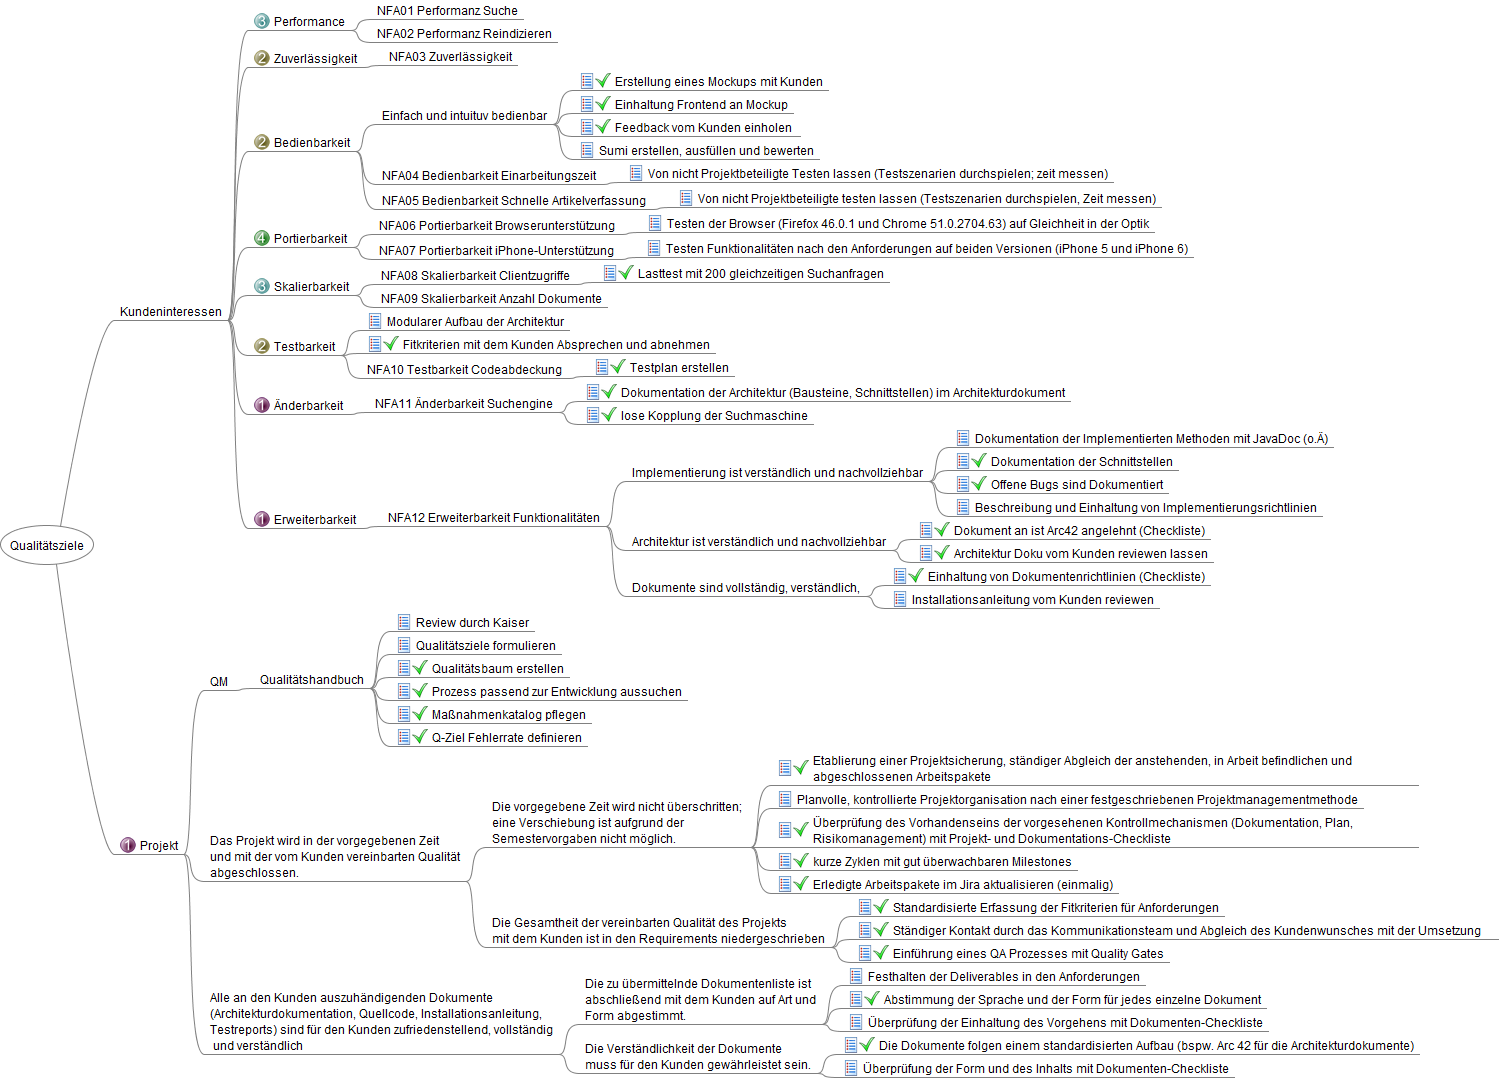 Qualitätsziele
Kundeninteressen
3 Performance
NFA01 Performanz Suche
NFA02 Performanz Reindizieren
2 Zuverlässigkeit
NFA03 Zuverlässigkeit
2 Bedienbarkeit
Einfach und intuituv bedienbar
Erstellung eines Mockups mit Kunden
Einhaltung Frontend an Mockup
Feedback vom Kunden einholen
Sumi erstellen, ausfüllen und bewerten
NFA04 Bedienbarkeit Einarbeitungszeit
Von nicht Projektbeteiligte Testen lassen (Testszenarien durchspielen; zeit messen)
NFA05 Bedienbarkeit Schnelle Artikelverfassung
Von nicht Projektbeteiligte testen lassen (Testszenarien durchspielen, Zeit messen)
4 Portierbarkeit
NFA06 Portierbarkeit Browserunterstützung
Testen der Browser (Firefox 46.0.1 und Chrome 51.0.2704.63) auf Gleichheit in der Optik
NFA07 Portierbarkeit iPhone-Unterstützung
Testen Funktionalitäten nach den Anforderungen auf beiden Versionen (iPhone 5 und iPhone 6)
3 Skalierbarkeit
NFA08 Skalierbarkeit Clientzugriffe
Lasttest mit 200 gleichzeitigen Suchanfragen
NFA09 Skalierbarkeit Anzahl Dokumente
2 Testbarkeit
Modularer Aufbau der Architektur
Fitkriterien mit dem Kunden Absprechen und abnehmen
NFA10 Testbarkeit Codeabdeckung
Testplan erstellen
1 Änderbarkeit
NFA11 Änderbarkeit Suchengine
Dokumentation der Architektur (Bausteine, Schnittstellen) im Architekturdokument
lose Kopplung der Suchmaschine
1 Erweiterbarkeit
NFA12 Erweiterbarkeit Funktionalitäten
Implementierung ist verständlich und nachvollziehbar
Dokumentation der Implementierten Methoden mit JavaDoc (o.Ä)
Dokumentation der Schnittstellen
Offene Bugs sind Dokumentiert
Beschreibung und Einhaltung von Implementierungsrichtlinien
Architektur ist verständlich und nachvollziehbar
Dokument an ist Arc42 angelehnt (Checkliste)
Architektur Doku vom Kunden reviewen lassen
Dokumente sind vollständig, verständlich,
Einhaltung von Dokumentenrichtlinien (Checkliste)
Installationsanleitung vom Kunden reviewen
1 Projekt
QM
Qualitätshandbuch
Review durch Kaiser
Qualitätsziele formulieren
Qualitätsbaum erstellen
Prozess passend zur Entwicklung aussuchen
Maßnahmenkatalog pflegen
Q-Ziel Fehlerrate definieren
Das Projekt wird in der vorgegebenen Zeit
und mit der vom Kunden vereinbarten Qualität
abgeschlossen.
Die vorgegebene Zeit wird nicht überschritten;
eine Verschiebung ist aufgrund der
Semestervorgaben nicht möglich.
Etablierung einer Projektsicherung, ständiger Abgleich der anstehenden, in Arbeit befindlichen und
abgeschlossenen Arbeitspakete
Planvolle, kontrollierte Projektorganisation nach einer festgeschriebenen Projektmanagementmethode
Überprüfung des Vorhandenseins der vorgesehenen Kontrollmechanismen (Dokumentation, Plan,
Risikomanagement) mit Projekt- und Dokumentations-Checkliste
kurze Zyklen mit gut überwachbaren Milestones
Erledigte Arbeitspakete im Jira aktualisieren (einmalig)
Die Gesamtheit der vereinbarten Qualität des Projekts
mit dem Kunden ist in den Requirements niedergeschrieben
Standardisierte Erfassung der Fitkriterien für Anforderungen
Ständiger Kontakt durch das Kommunikationsteam und Abgleich des Kundenwunsches mit der Umsetzung
Einführung eines QA Prozesses mit Quality Gates
Alle an den Kunden auszuhändigenden Dokumente
(Architekturdokumentation, Quellcode, Installationsanleitung,
Testreports) sind für den Kunden zufriedenstellend, vollständig
und verständlich
Die zu übermittelnde Dokumentenliste ist
abschließend mit dem Kunden auf Art und
Form abgestimmt.
Festhalten der Deliverables in den Anforderungen
Abstimmung der Sprache und der Form für jedes einzelne Dokument
Überprüfung der Einhaltung des Vorgehens mit Dokumenten-Checkliste
Die Verständlichkeit der Dokumente
muss für den Kunden gewährleistet sein.
Die Dokumente folgen einem standardisierten Aufbau (bspw. Arc 42 für die Architekturdokumente)
Überprüfung der Form und des Inhalts mit Dokumenten-Checkliste